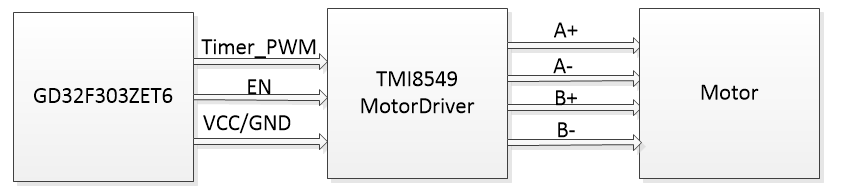 GD32F303ZET6
Timer_PWM
EN
VCC/GND
TMI8549
MotorDriver
A+
A-
B+
B-
Motor